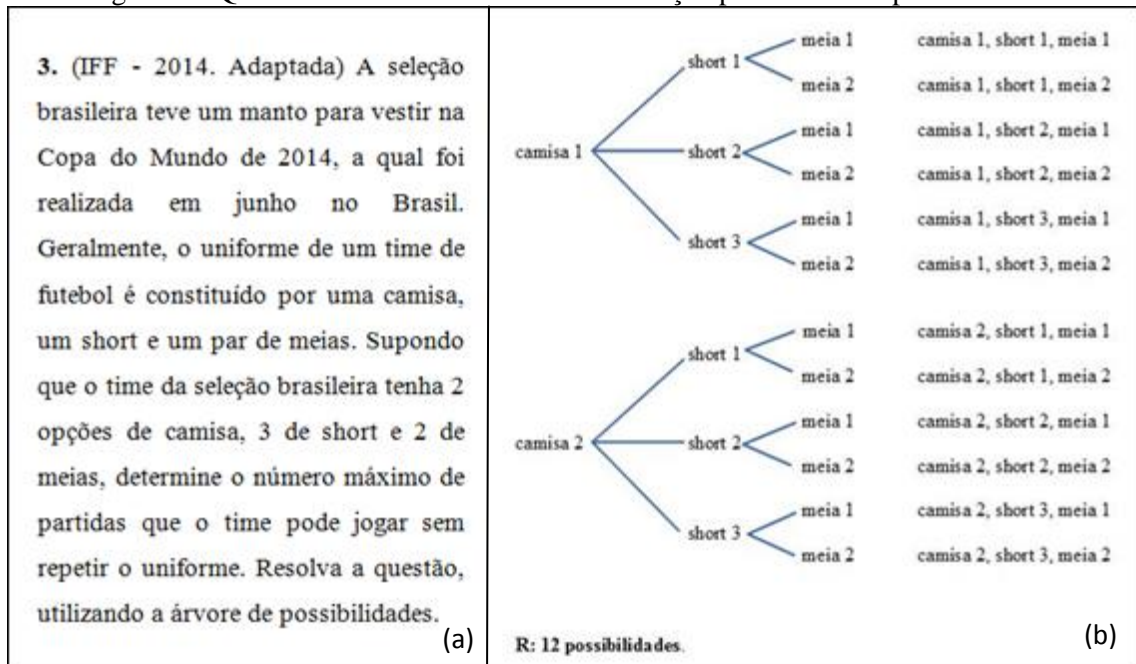 3. (IFF - 2014. Adaptada) A seleção
brasileira teve um manto para vestir na
Copa do Mundo de 2014, a qual foi
realizada em junho no Brasil.
Geralmente, o uniforme de um time de
futebol é constituído por uma camisa,
um short e um par de meias. Supondo
que o time da seleção brasileira tenha 2
opções de camisa, 3 de short e 2 de
meias, determine o número máximo de
partidas que o time pode jogar sem
repetir o uniforme. Resolva a questão,
utilizando a árvore de possibilidades.
(a)
meia 1 camisa 1, short 1, meia 1
short 1
meia 2 camisa 1, short 1, meia 2
meia 1 camisa 1, short 2, meia 1
camisa 1 short 2
meia 2 camisa 1, short 2, meia 2
meia 1 camisa 1, short 3, meia 1
short 3
meia 2 camisa 1, short 3, meia 2
meia 1 camisa 2, short 1, meia 1
short 1
meia 2 camisa 2, short 1, meia 2
meia 1 camisa 2, short 2, meia 1
camisa 2 short 2
meia 2 camisa 2, short 2, meia 2
meia 1 camisa 2, short 3, meia 1
short 3
meia 2 camisa 2, short 3, meia 2
R: 12 possibilidades.
(b)